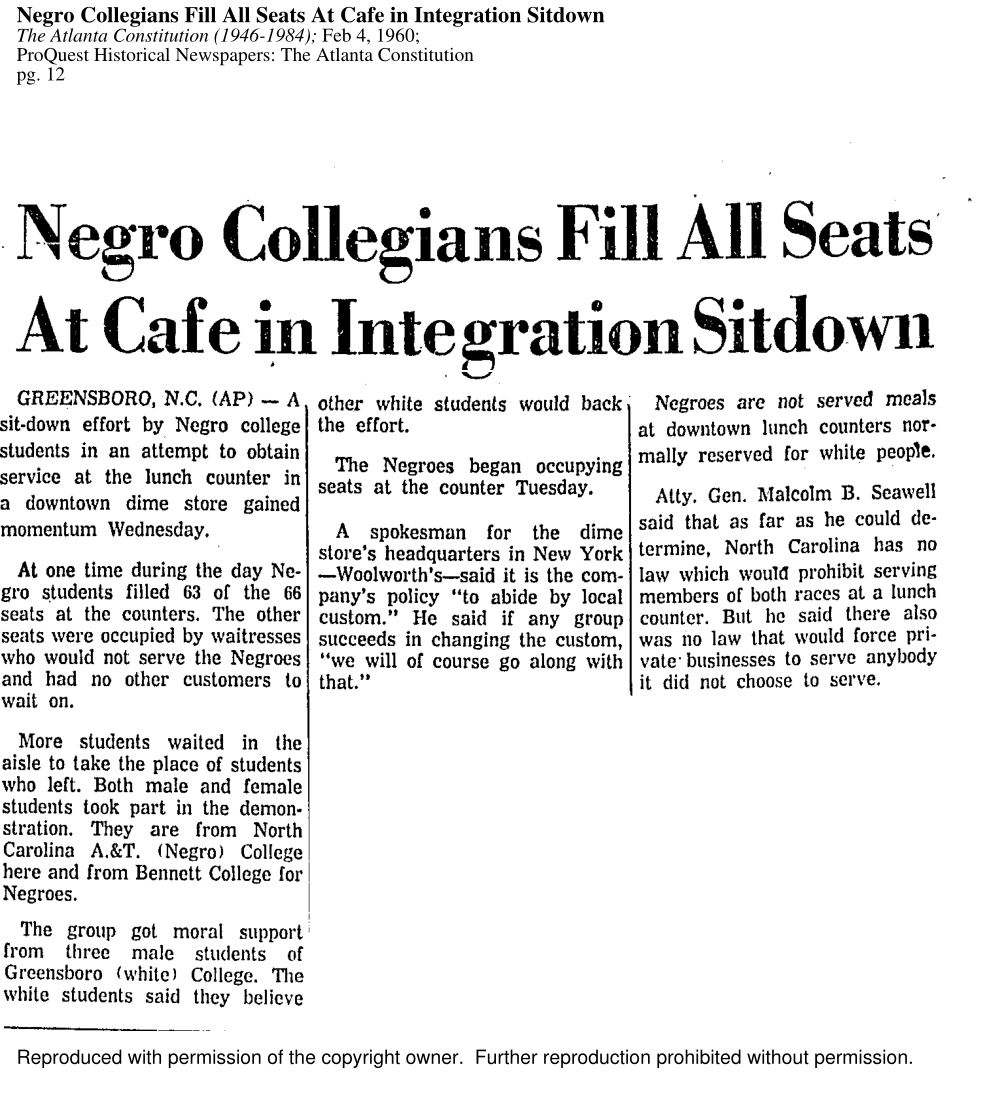 Negro Collegians Fill All Seats At Cafe in Integration Sitdown
The Atlanta Constitution (1946-1984); Feb 4, 1960;
ProQuest Historical Newspapers: The Atlanta Constitution
pg. 12
Negro Collegians Fill All Seats
At Cafe in Integration Sitdown
GREENSBORO, N.C. (AP) — A
sit-down effort by Negro college
students in an attempt to obtain
service at the lunch counter in
a downtown dime store gained
momentum Wednesday.
At one time during the day Ne-
gro students filled 63 of the 66
seats at the counters. The other
seats were occupied by waitresses
who would not serve the Negroes
and had no other customers to
wait on.
More students waited in the
aisle to take the place of students
who left. Both male and female
students took part in the demon-
stration. They are from North
Carolina A.&T. (Negro) College
here and from Bennett College for
Negroes.
The group got moral support
from three male students of
Greensboro (white) College. The
white students said they believe
other white students would back
the effort.
The Negroes began occupying
seats at the counter Tuesday.
A spokesman for the dime
store's headquarters in New York
—Woolworth's—said it is the com-
pany's policy "to abide by local
custom." He said if any group
succeeds in changing the custom,
"we will of course go along with
that."
Negroes are not served meals
at downtown lunch counters nor-
mally reserved for white people.
Atty. Gen. Malcolm B. Seawell
said that as far as he could de-
termine, North Carolina has no
law which would prohibit serving
members of both races at a lunch
counter. But he said there also
was no law that would force pri-
vate businesses to serve anybody
it did not choose to serve.
Reproduced with permission of the copyright owner. Further reproduction prohibited without permission.